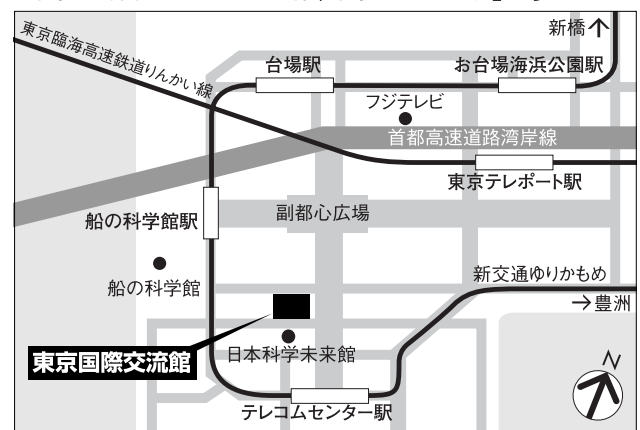 新橋
東京臨海高速鉄道りんかい線
台場駅
お台場海浜公園駅
フジテレビ
首都高速道路湾岸線
東京テレポート駅
船の科学館駅
副都心広場
船の科学館
新交通ゆりかもめ
→豊洲
東京国際交流館
日本科学未来館
テレコムセンター駅
N